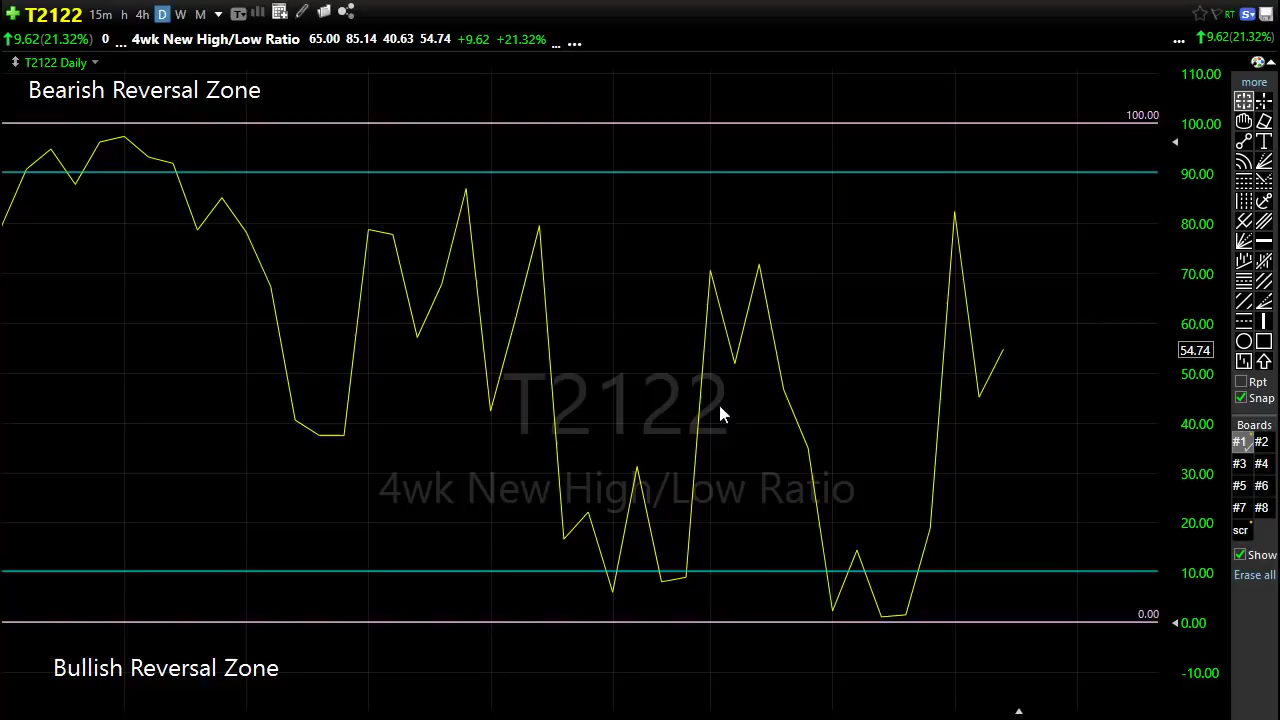 T2122 15m h 4h D W M T RT S
9.62(21.32%) 0 ... 4wk New High/Low Ratio 65.00 85.14 40.63 54.74 +9.62 +21.32% ... ... ... 9.62(21.32%)
T2122 Daily
Bearish Reversal Zone
more
110.00
100.00
100.00
90.00
80.00
70.00
60.00
54.74
50.00
40.00
30.00
20.00
10.00
0.00
0.00
-10.00
T2122
4wk New High/Low Ratio
Bullish Reversal Zone
T
Rpt
Snap
Boards
#1 #2
#3 #4
#5 #6
#7 #8
scr
Show
Erase all